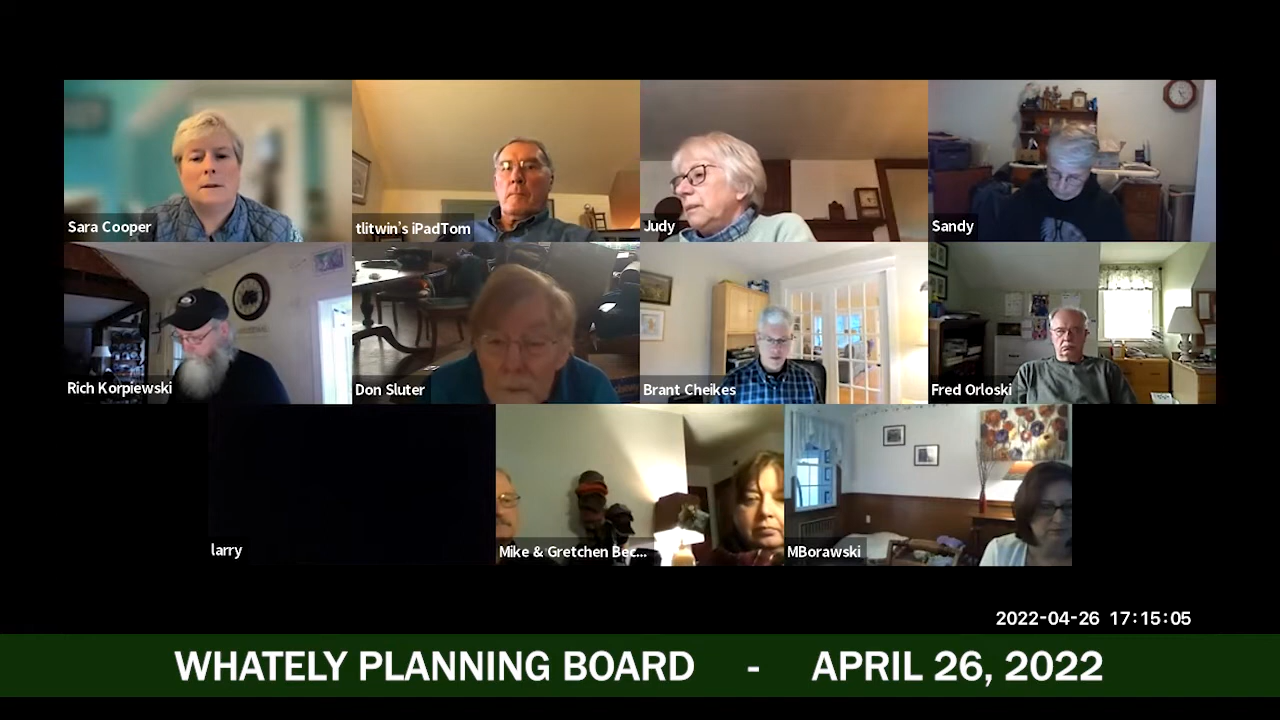 Sara Cooper
tlitwin's iPadTom
Judy
Sandy
Rich Korpiewski
Don Sluter
Brant Cheikes
Fred Orloski
larry
Mike & Gretchen Bec...
MBorawski
2022-04-26 17:15:05
WHATELY PLANNING BOARD - APRIL 26, 2022